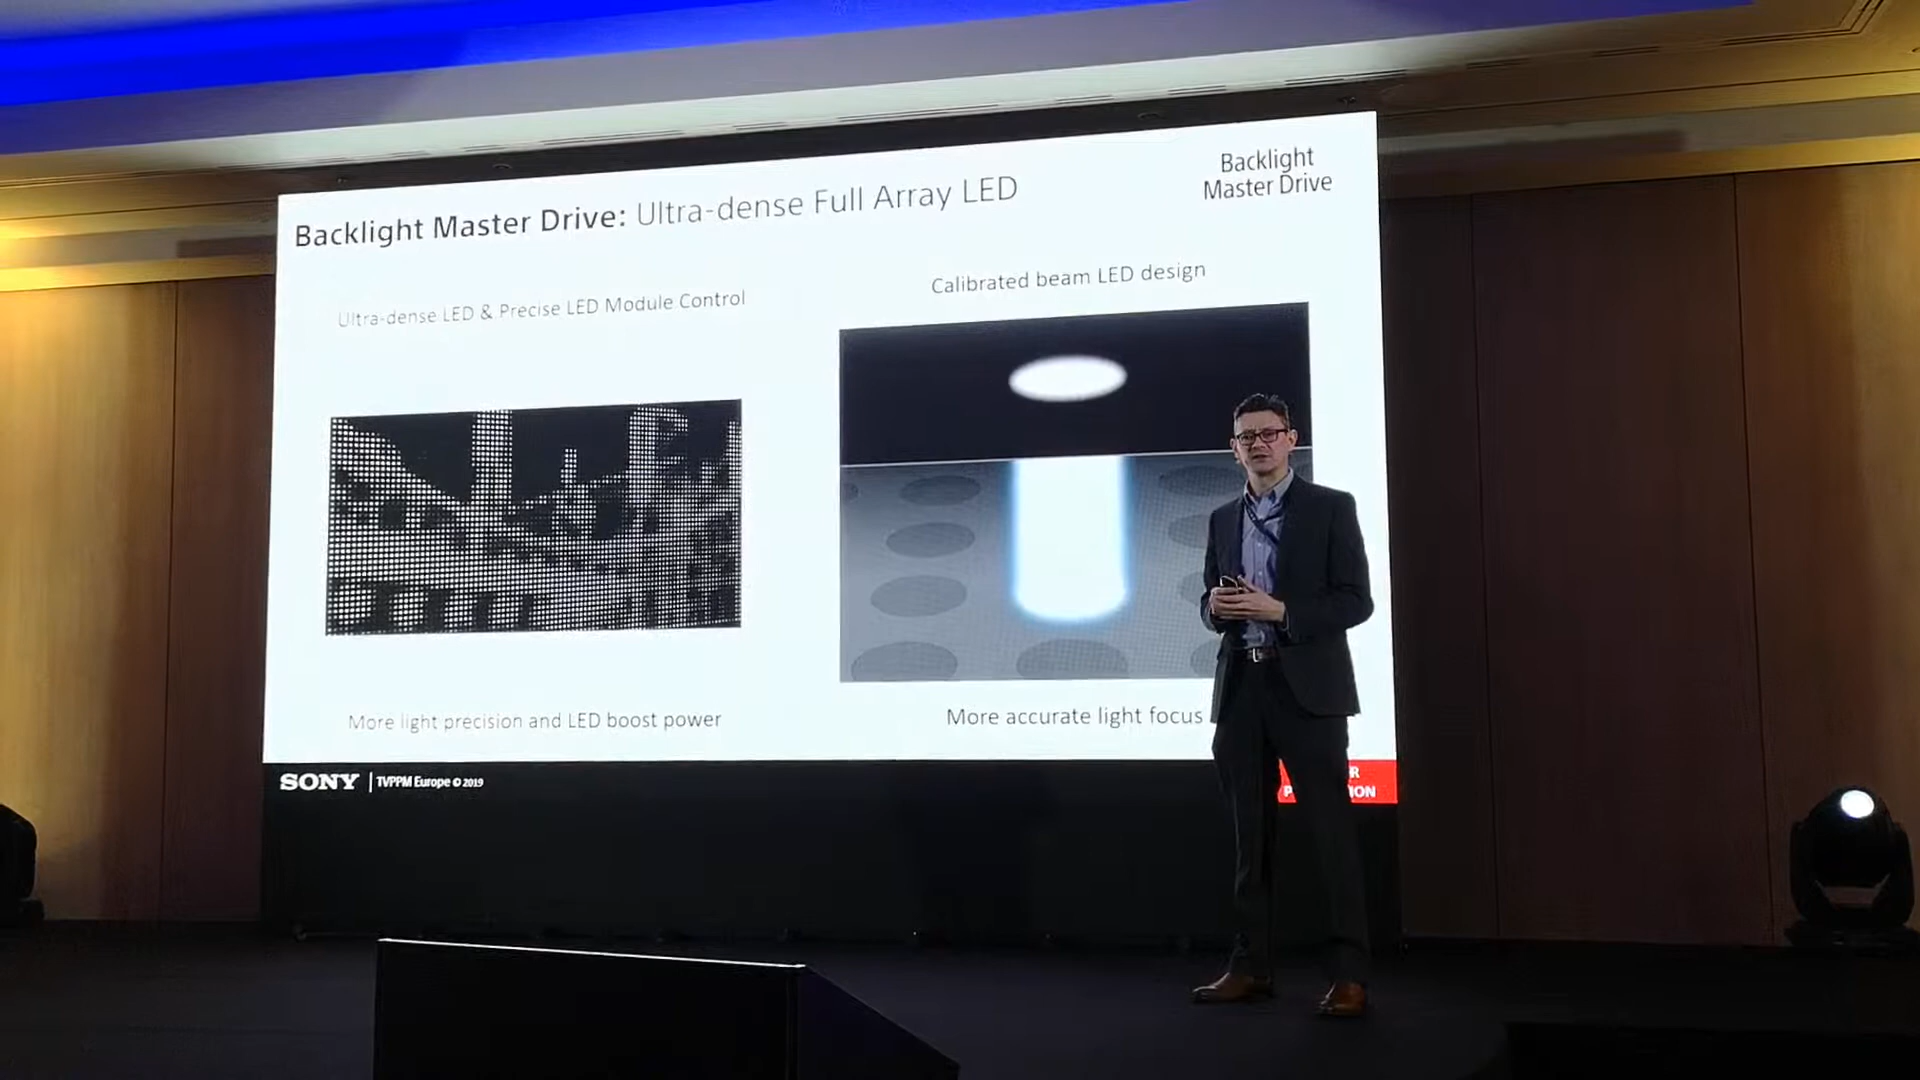 Backlight Master Drive: Ultra-dense Full Array LED
Backlight
Master Drive
Ultra-dense LED & Precise LED Module Control
Calibrated beam LED design
More light precision and LED boost power
More accurate light focus
SONY TVPPM Europe © 2019